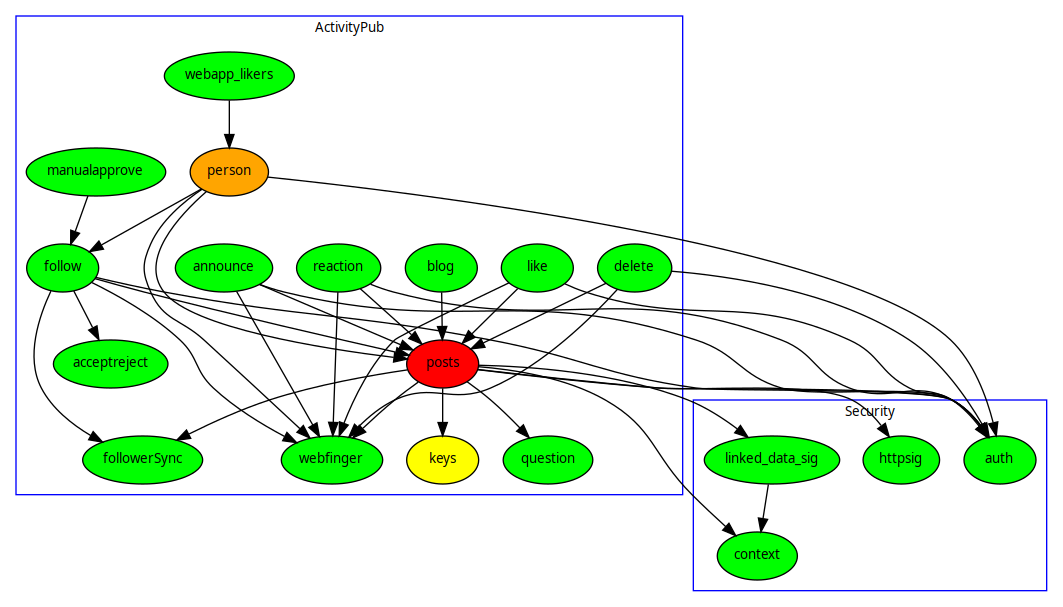 ActivityPub
webapp_likers
manualapprove
person
follow
announce
reaction
blog
like
delete
acceptreject
posts
Security
followerSync
webfinger
keys
question
linked_data_sig
httpsig
auth
context